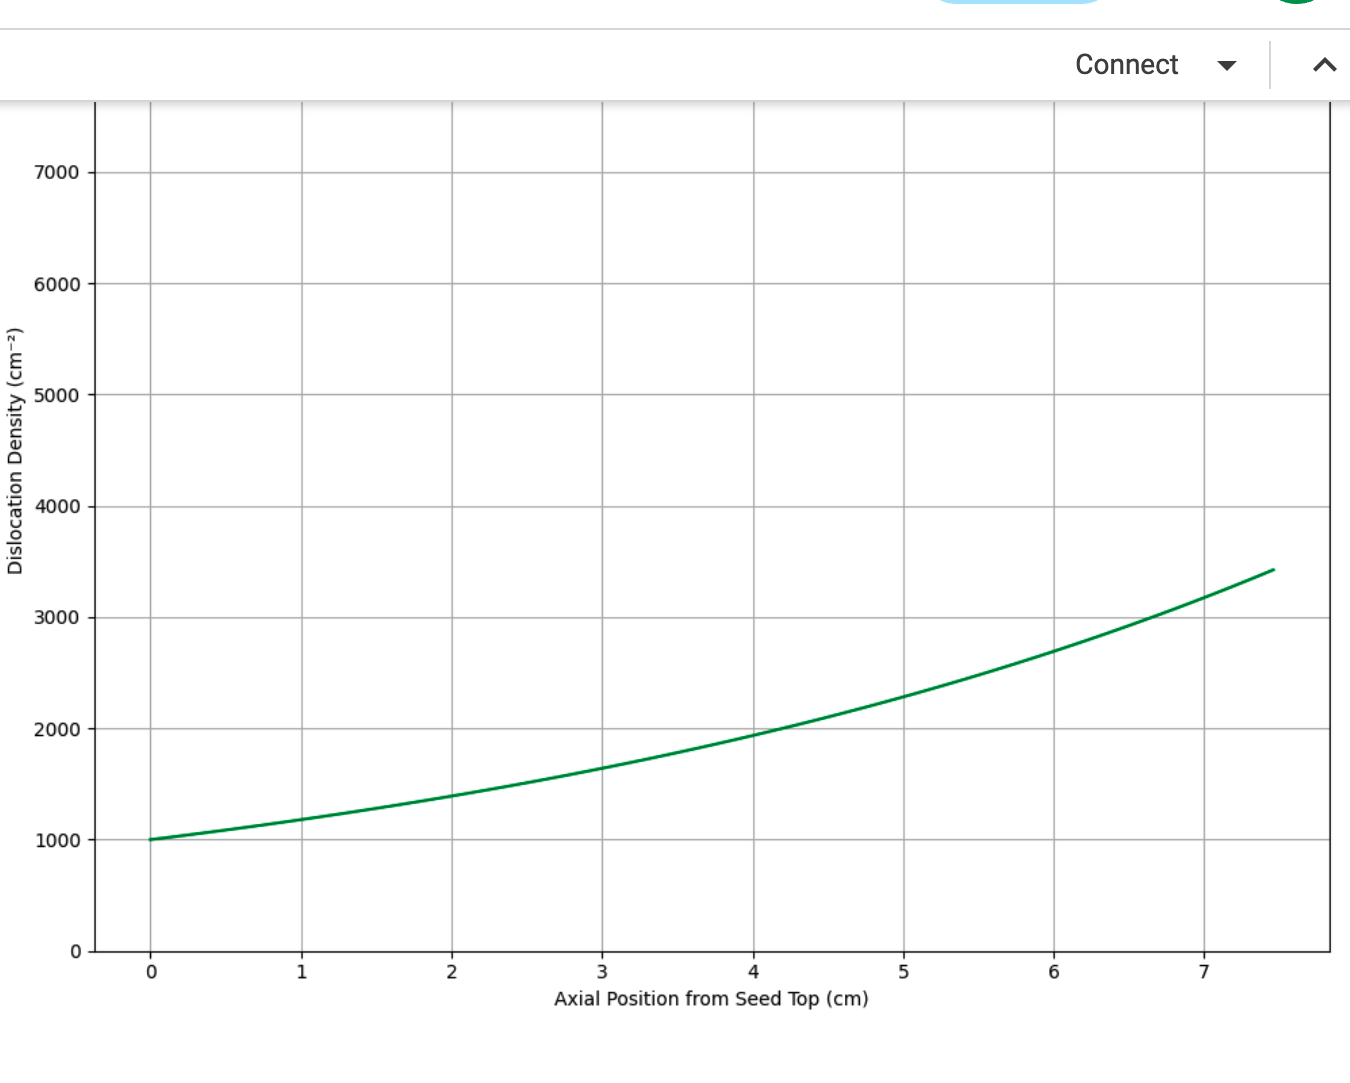 Connect
7000
6000
5000
4000
3000
2000
1000
0
Dislocation Density (cm⁻²)
0 1 2 3 4 5 6 7
Axial Position from Seed Top (cm)